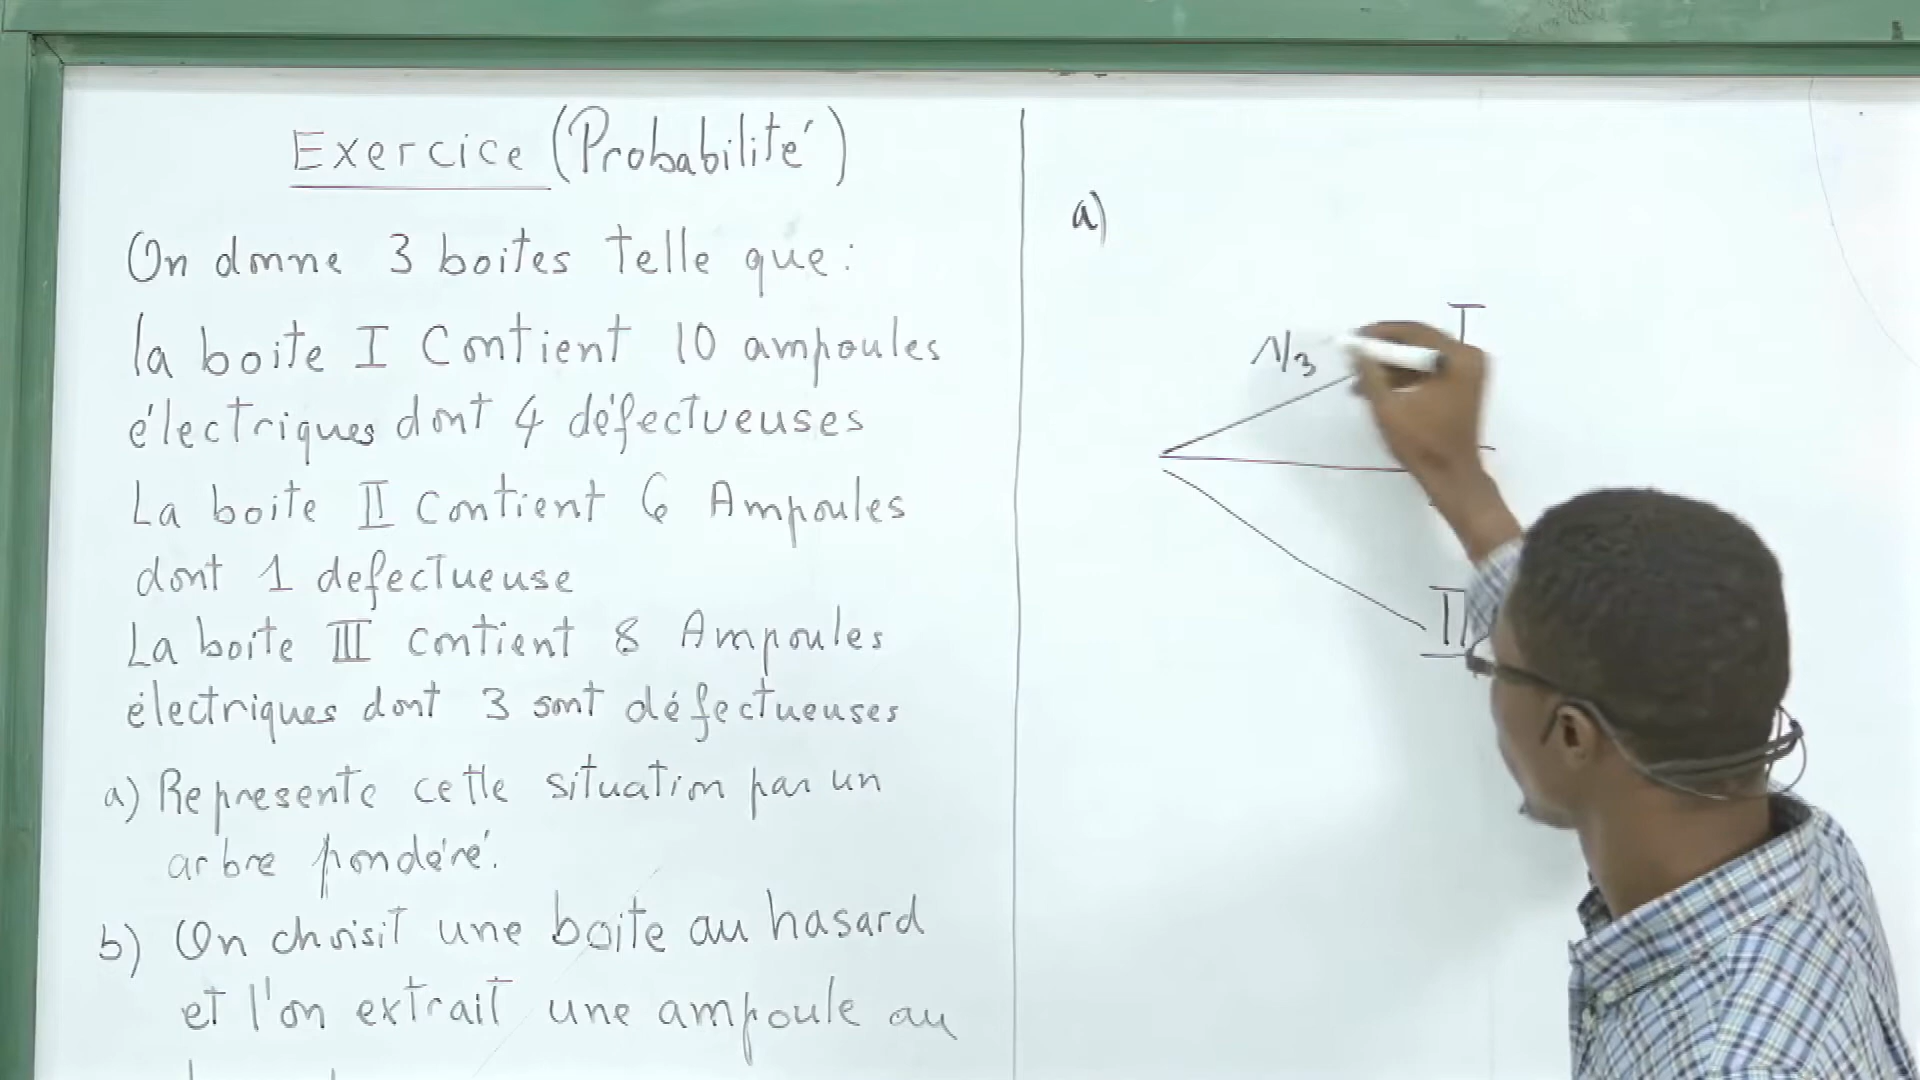 Exercice (Probabilité)
On donne 3 boites telle que:
la boite I Contient 10 ampoules
électriques dont 4 défectueuses
La boite II Contient 6 Ampoules
dont 1 defectueuse
La boite III contient 8 Ampoules
électriques dont 3 sont défectueuses
a) Represente cette situation par un
arbre pondéré.
b) On choisit une boite au hasard
et l'on extrait une ampoule au
a)
I
1/3